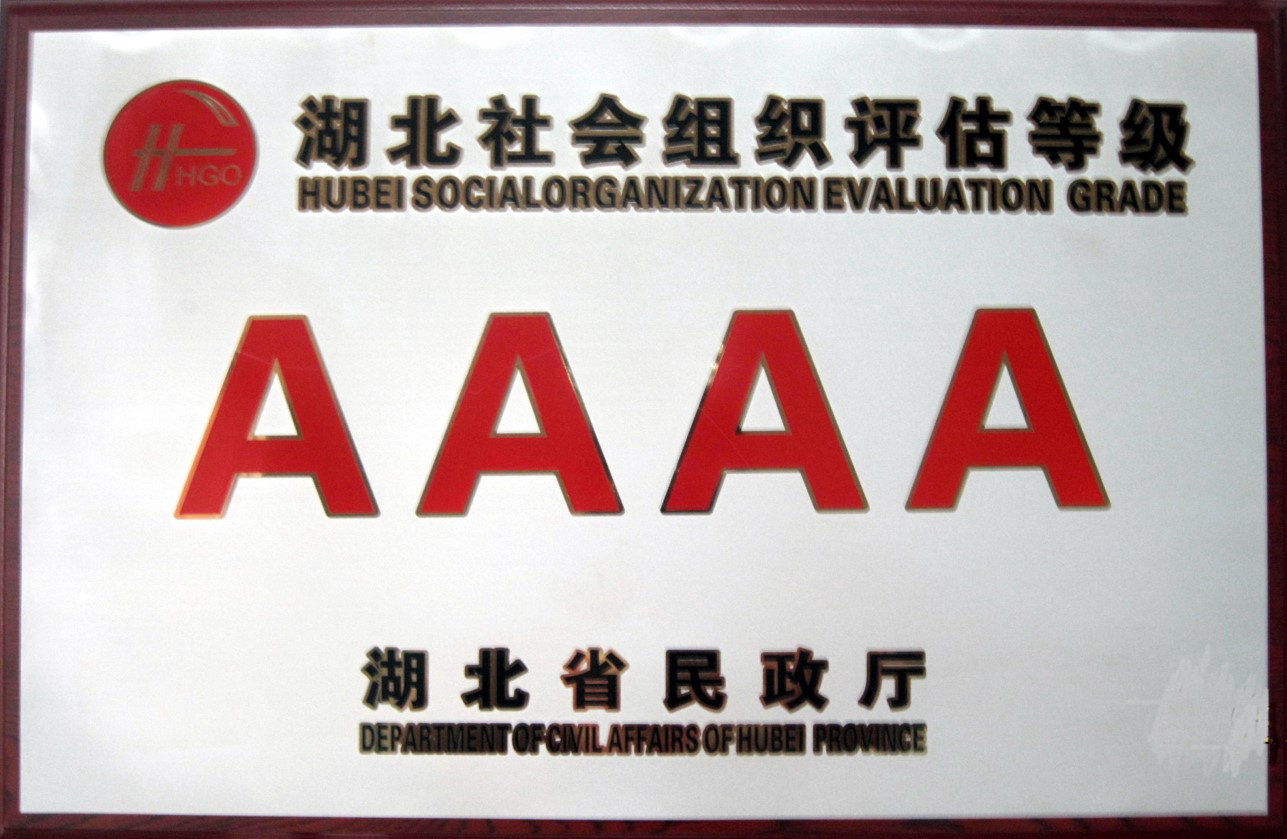 HGO
湖北社会组织评估等级
HUBEI SOCIALORGANIZATION EVALUATION GRADE
AAAA
湖北省民政厅
DEPARTMENT OF CIVIL AFFAIRS OF HUBEI PROVINCE